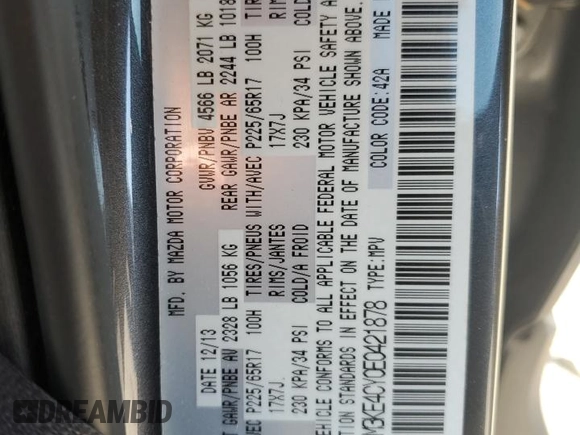 MFD. BY MAZDA MOTOR CORPORATION
DATE 12/13 GVWR/PNBV 4566 LB 2071 KG
GAWR/PNBE AV 2328 LB 1056 KG REAR GAWR/PNBE AR 2244 LB 1018
P225/65R17 100H TIRES/PNEUS WITH/AVEC P225/65R17 100H
17X7J RIMS/JANTES 17X7J RIMS
230 KPA/34 PSI COLD/A FROID 230 KPA/34 PSI COLD
VEHICLE CONFORMS TO ALL APPLICABLE FEDERAL MOTOR VEHICLE SAFETY
STANDARDS IN EFFECT ON THE DATE OF MANUFACTURE SHOWN ABOVE.
3KE4CY0E0421878 TYPE:MPV COLOR CODE:42A MADE
DREAMBID